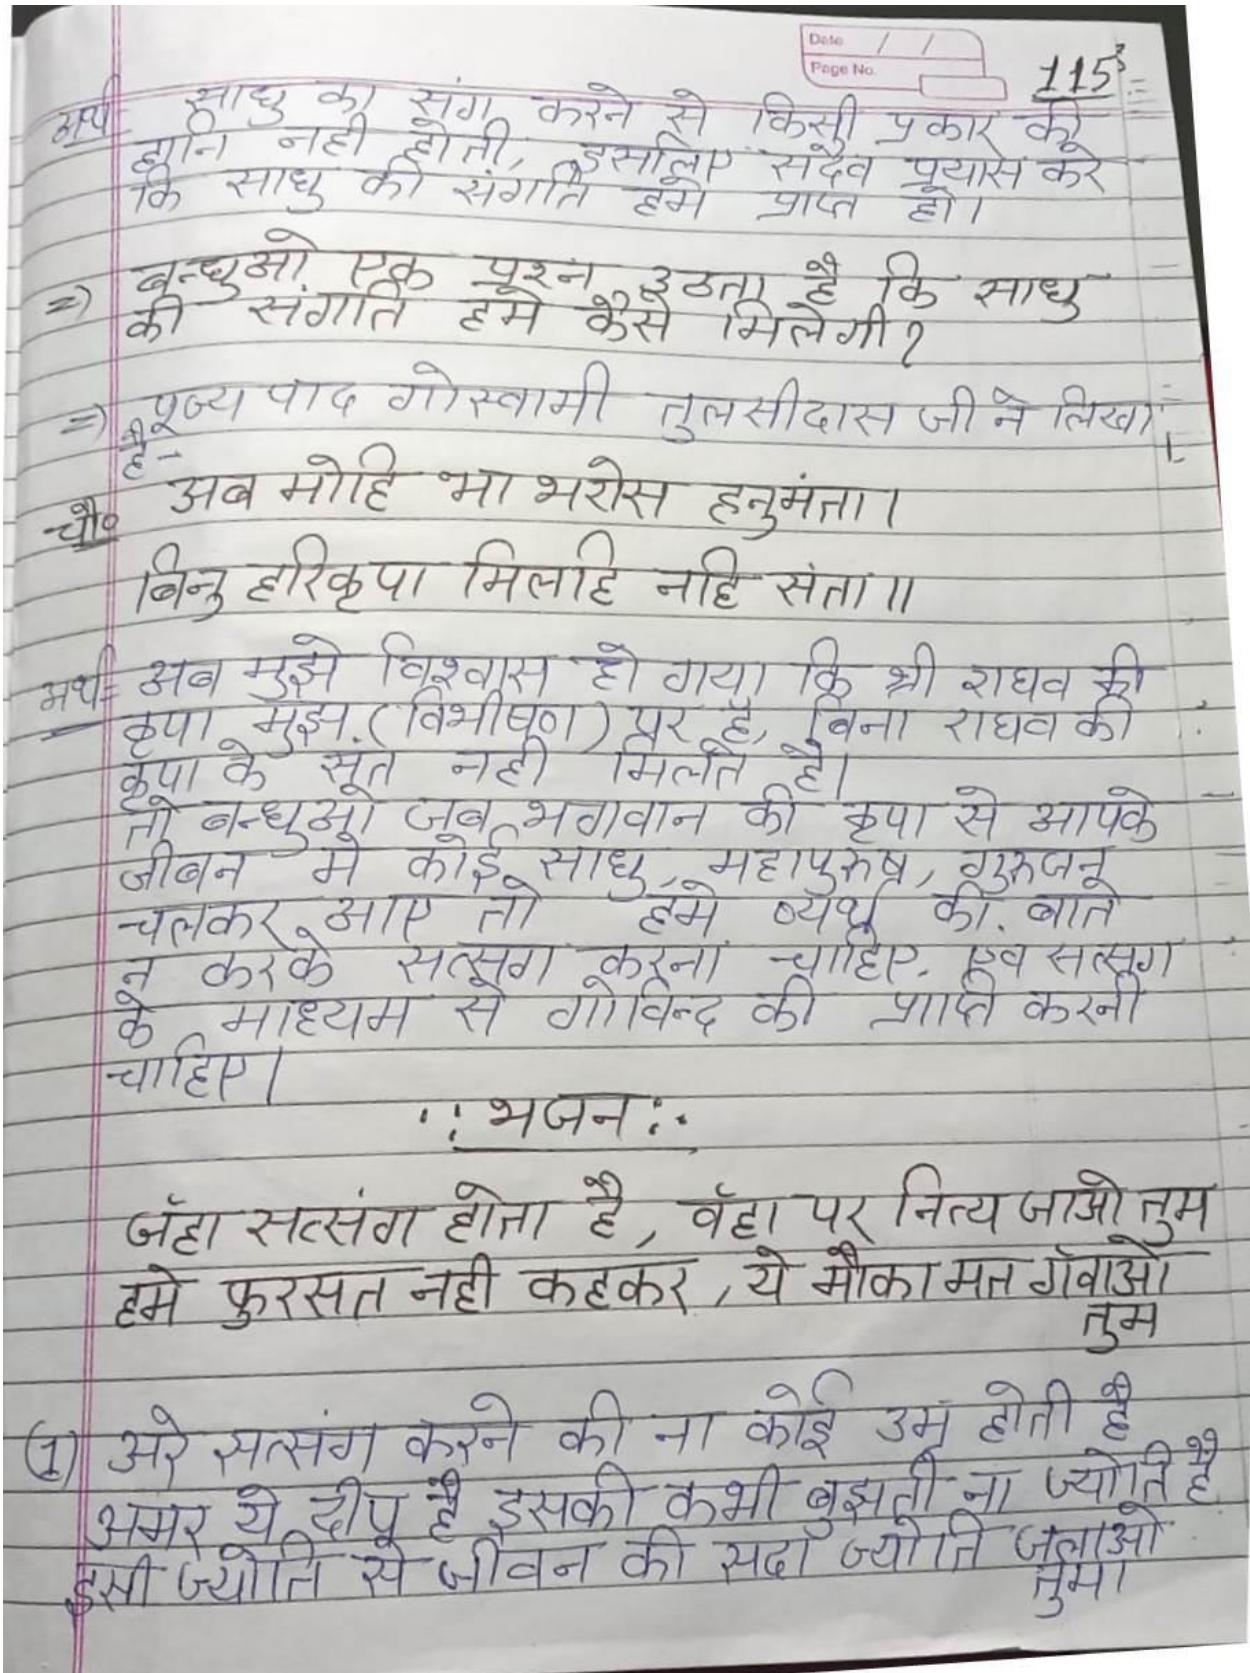 Date / /
Page No.
115
अर्थ- साधु का संग करने से किसी प्रकार की
हानि नही होती, इसलिए सदैव प्रयास करे
कि साधु की संगति हमे प्राप्त हो।
=) बन्धुओ एक प्रश्न उठता है कि साधु
की संगति हमे कैसे मिलेगी?
=) पूज्य पाद गोस्वामी तुलसीदास जी ने लिखा
है-
चौ० अब मोहि भा भरोस हनुमंता।
बिनु हरिकृपा मिलहि नहि संता॥
अर्थ= अब मुझे विश्वास हो गया कि श्री राघव की
कृपा मुझ (विभीषण) पर है, बिना राघव की
कृपा के संत नही मिलते है।
तो बन्धुओ जब भगवान की कृपा से आपके
जीवन मे कोई साधु, महापुरुष, गुरुजन
चलकर आए तो हमे व्यर्थ की बाते
न करके सत्संग करना चाहिए. एवं सत्संग
के माध्यम से गोविन्द की प्राप्ति करनी
चाहिए।
∴ भजन ∴
जँहा सत्संग होता है, वँहा पर नित्य जाओ तुम
हमे फुरसत नही कहकर, ये मौका मत गँवाओ
तुम
(1) अरे सत्संग करने की ना कोई उम्र होती है
अमर ये दीप है इसकी कभी बुझती ना ज्योति है
इसी ज्योति से जीवन की सदा ज्योति जलाओ
तुम।